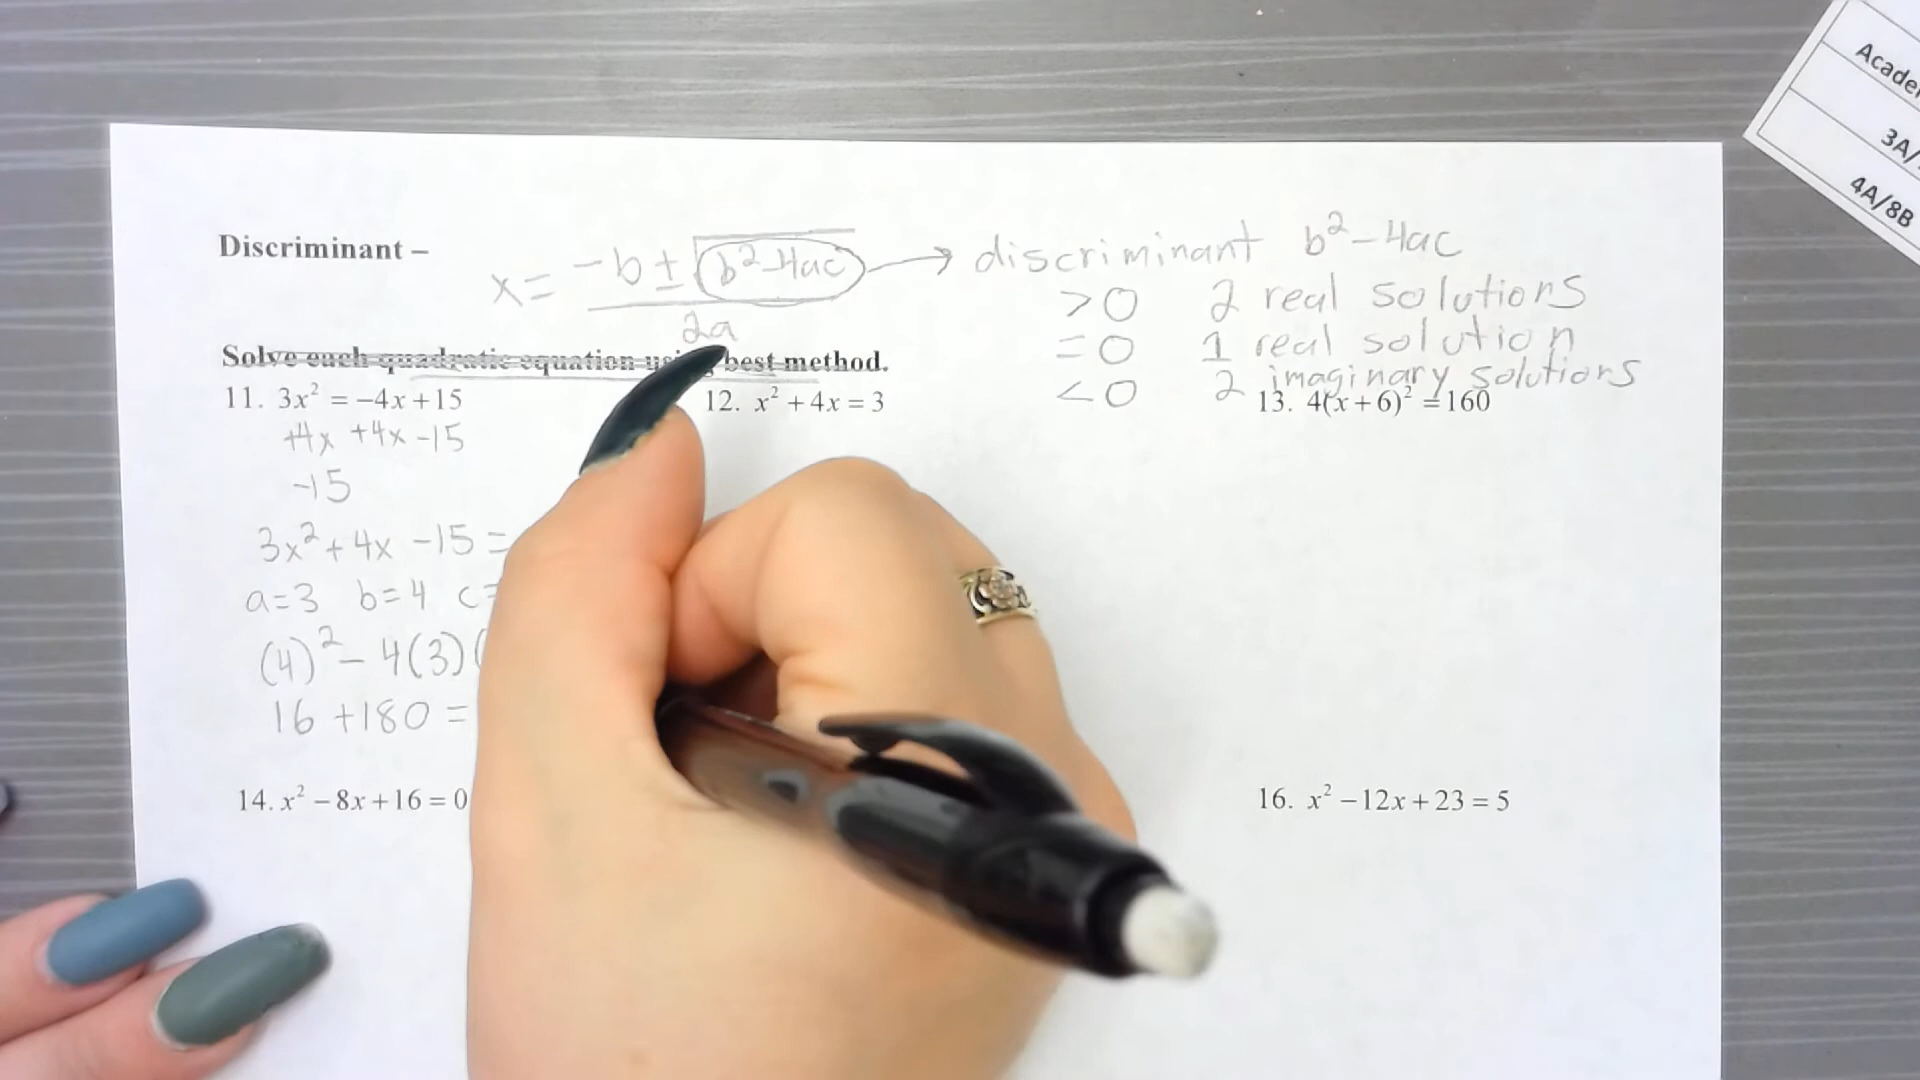 Acade
3A/
4A/8B
Discriminant –
x = -b ± √b² - 4ac / 2a → discriminant b² - 4ac
>0 2 real solutions
=0 1 real solution
<0 2 imaginary solutions
Solve each quadratic equation best method.
11. 3x² = −4x + 15
+4x +4x -15
-15
3x² + 4x - 15 =
a=3 b=4 c=
(4)² - 4(3)(
16 + 180 =
12. x² + 4x = 3
13. 4(x + 6)² = 160
14. x² − 8x + 16 = 0
16. x² − 12x + 23 = 5